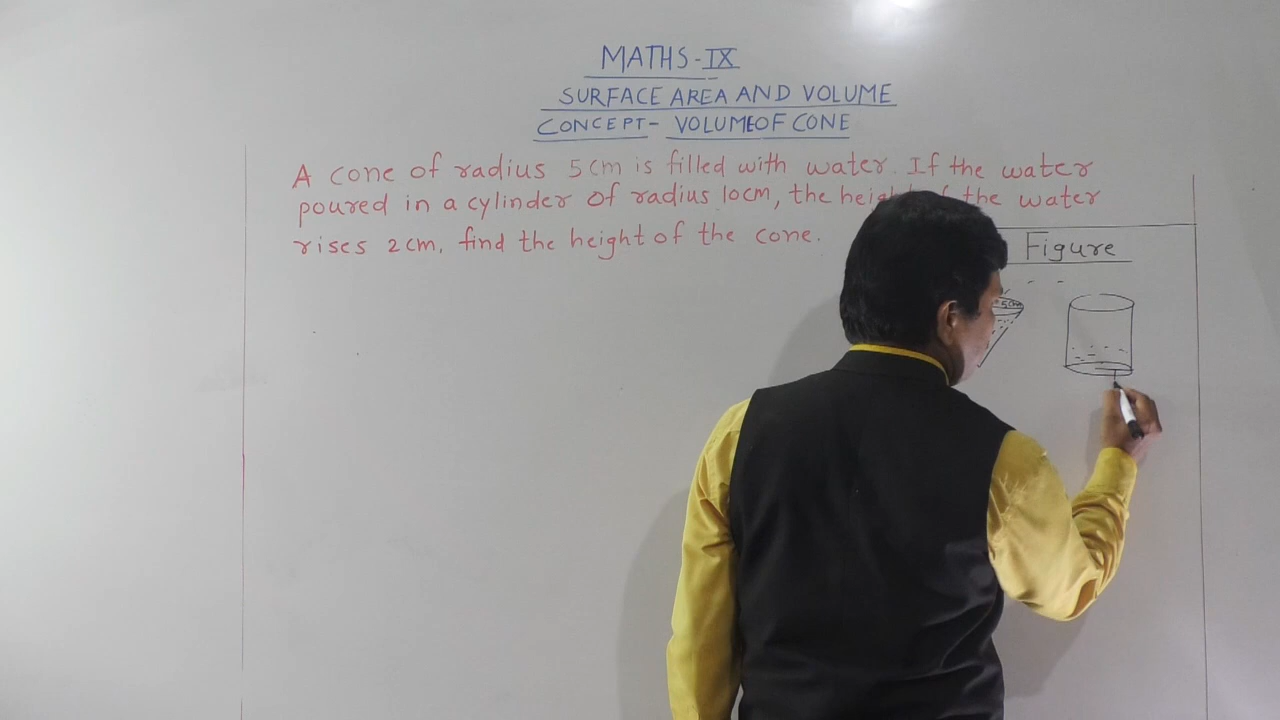 MATHS-IX
SURFACE AREA AND VOLUME
CONCEPT- VOLUME OF CONE
A cone of radius 5cm is filled with water. If the water
poured in a cylinder of radius 10cm, the height of the water
rises 2cm, find the height of the cone.
Figure
5cm